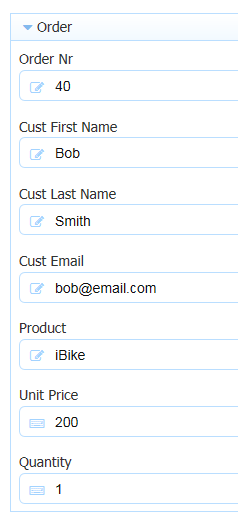 Order
Order Nr
40
Cust First Name
Bob
Cust Last Name
Smith
Cust Email
bob@email.com
Product
iBike
Unit Price
200
Quantity
1